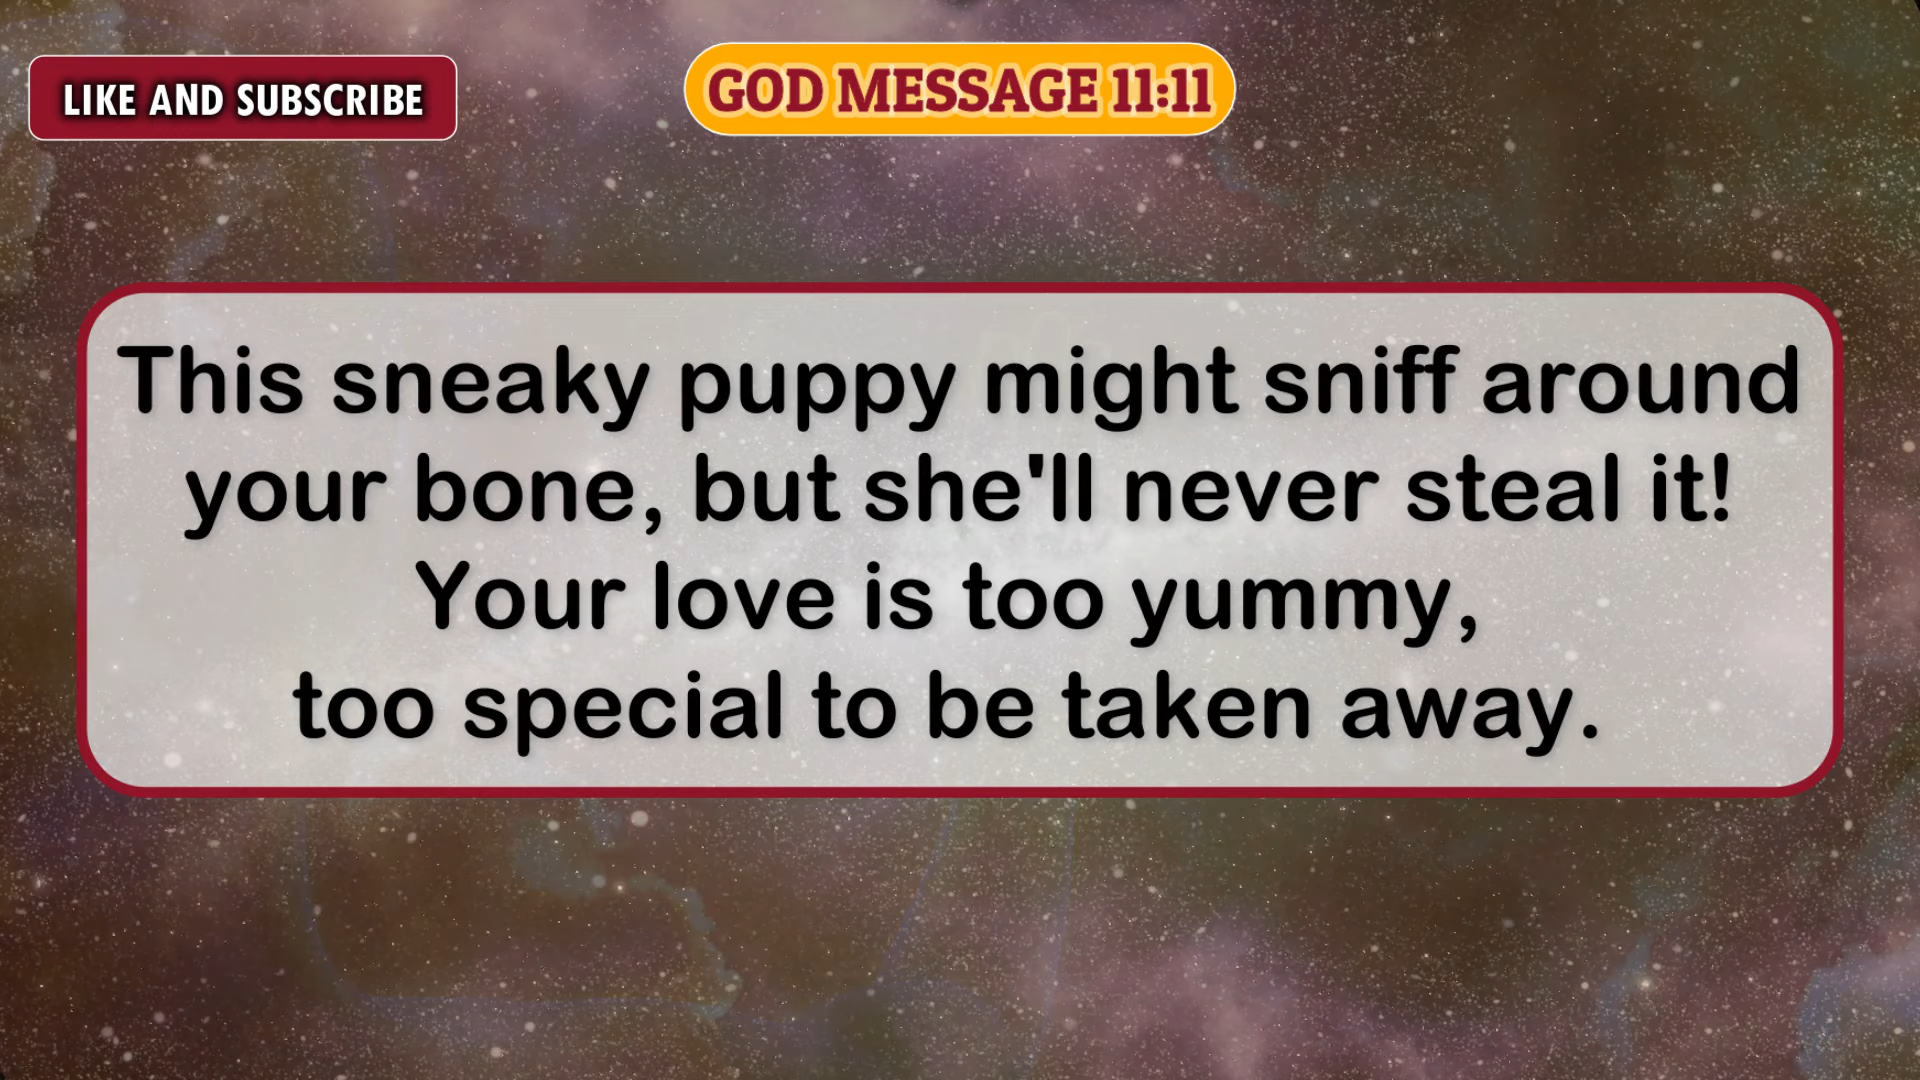 LIKE AND SUBSCRIBE
GOD MESSAGE 11:11
This sneaky puppy might sniff around
your bone, but she'll never steal it!
Your love is too yummy,
too special to be taken away.